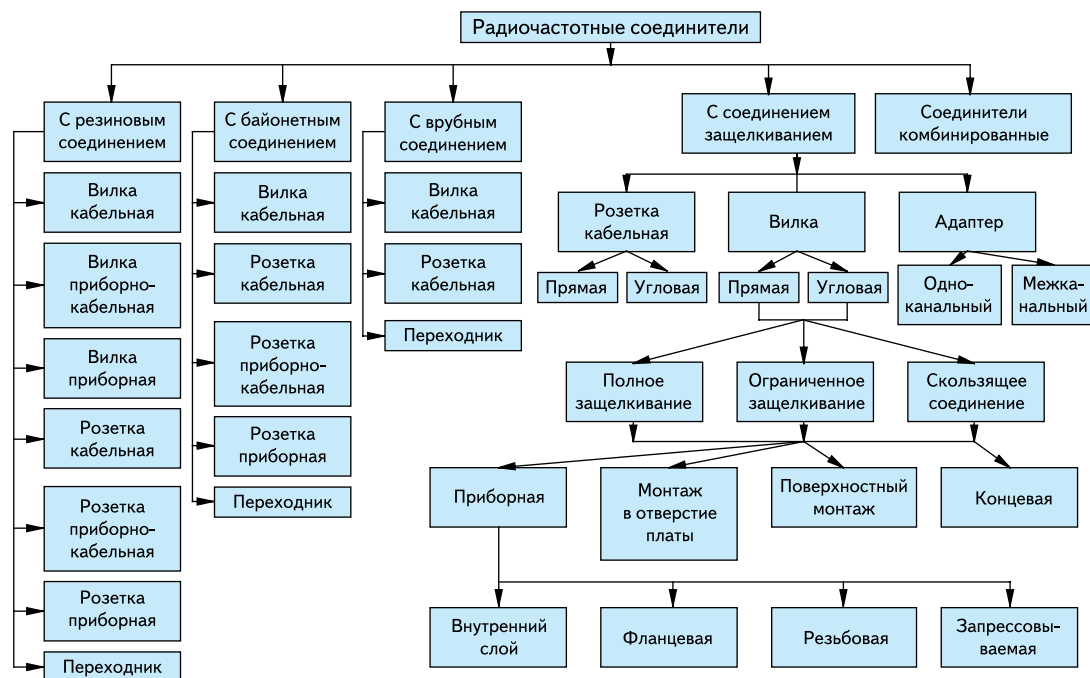 Радиочастотные соединители
С резиновым
соединением
Вилка
кабельная
Вилка
приборно-
кабельная
Вилка
приборная
Розетка
кабельная
Розетка
приборно-
кабельная
Розетка
приборная
Переходник
С байонетным
соединением
Вилка
кабельная
Розетка
кабельная
Розетка
приборно-
кабельная
Розетка
приборная
Переходник
С врубным
соединением
Вилка
кабельная
Розетка
кабельная
Переходник
С соединением
защелкиванием
Соединители
комбинированные
Розетка
кабельная
Вилка
Адаптер
Прямая
Угловая
Прямая
Угловая
Одно-
канальный
Межка-
нальный
Полное
защелкивание
Ограниченное
защелкивание
Скользящее
соединение
Приборная
Монтаж
в отверстие
платы
Поверхностный
монтаж
Концевая
Внутренний
слой
Фланцевая
Резьбовая
Запрессовы-
ваемая